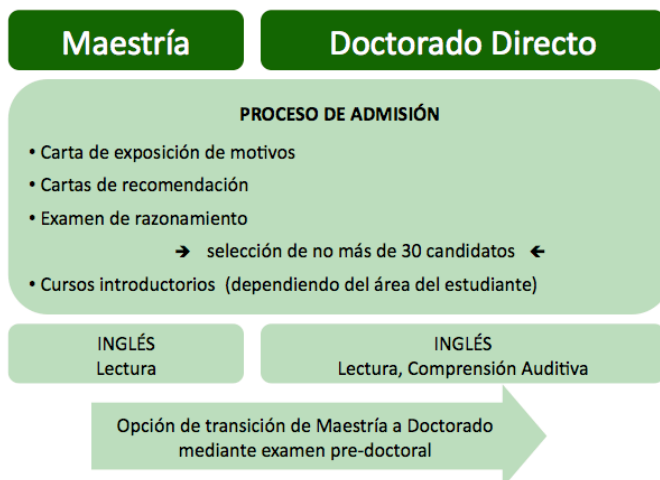 Maestría
Doctorado Directo
PROCESO DE ADMISIÓN
• Carta de exposición de motivos
• Cartas de recomendación
• Examen de razonamiento
➔ selección de no más de 30 candidatos ←
• Cursos introductorios (dependiendo del área del estudiante)
INGLÉS
Lectura
INGLÉS
Lectura, Comprensión Auditiva
Opción de transición de Maestría a Doctorado
mediante examen pre-doctoral